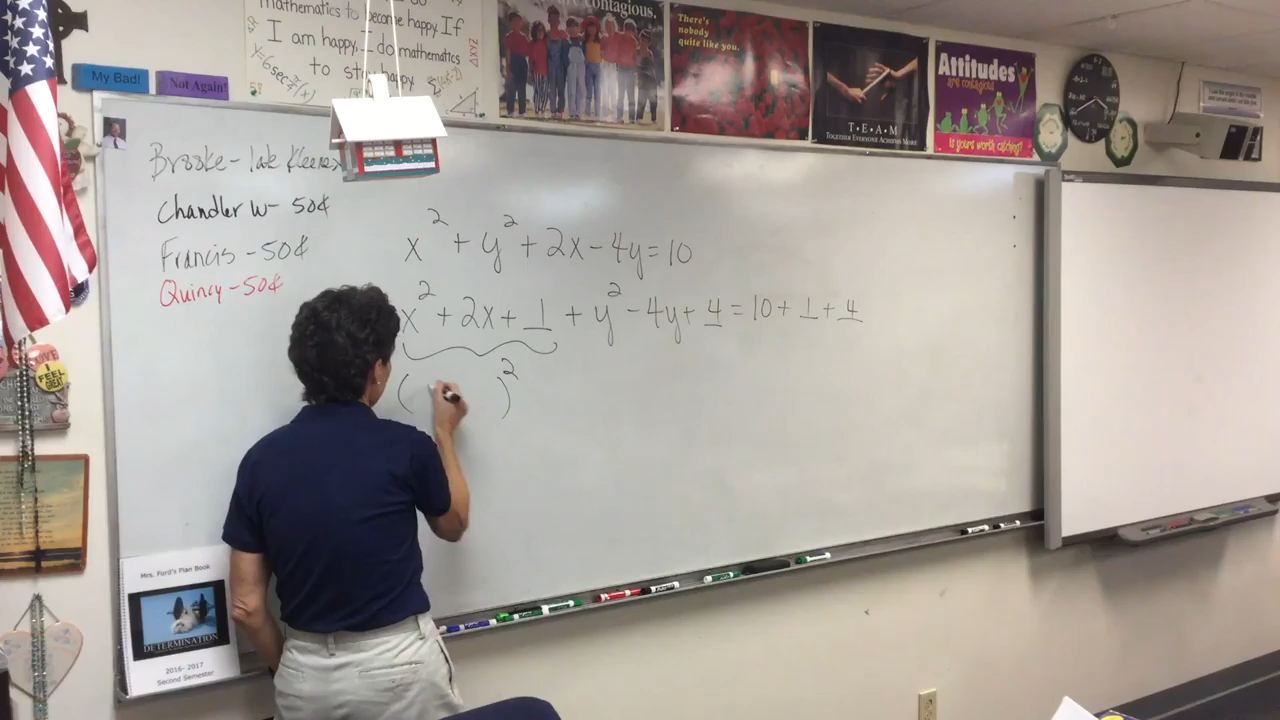 mathematics to become happy. If
I am happy, I do mathematics
to stay happy
contagious.
There's
nobody
quite like you.
T•E•A•M
TOGETHER EVERYONE ACHIEVES MORE
Attitudes
are contagious
is yours worth catching?
My Bad!
Not Again!
Brooke - late Kleenex
Chandler W - 50¢
Francis - 50¢
Quincy - 50¢
x² + y² + 2x - 4y = 10
x² + 2x + 1 + y² - 4y + 4 = 10 + 1 + 4
( )²
I
FEEL
GREAT
Mrs. Ford's Plan Book
DETERMINATION
2016- 2017
Second Semester